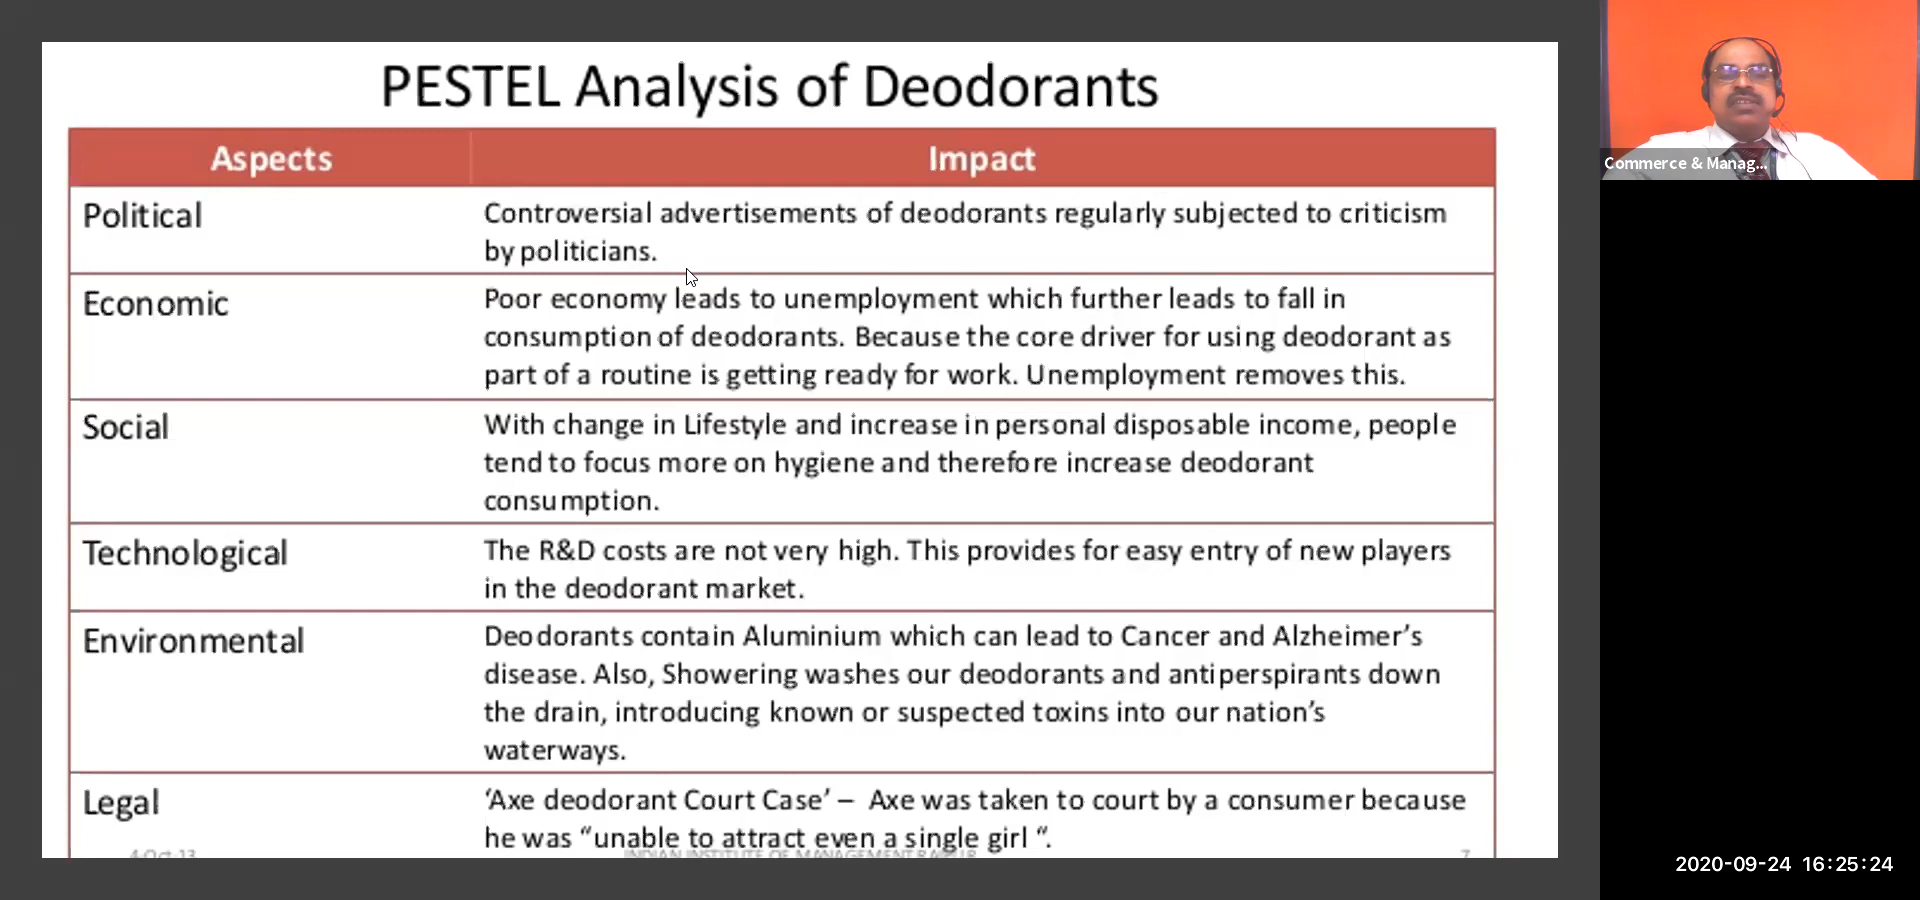 PESTEL Analysis of Deodorants
Aspects Impact
Political Controversial advertisements of deodorants regularly subjected to criticism
by politicians.
Economic Poor economy leads to unemployment which further leads to fall in
consumption of deodorants. Because the core driver for using deodorant as
part of a routine is getting ready for work. Unemployment removes this.
Social With change in Lifestyle and increase in personal disposable income, people
tend to focus more on hygiene and therefore increase deodorant
consumption.
Technological The R&D costs are not very high. This provides for easy entry of new players
in the deodorant market.
Environmental Deodorants contain Aluminium which can lead to Cancer and Alzheimer’s
disease. Also, Showering washes our deodorants and antiperspirants down
the drain, introducing known or suspected toxins into our nation’s
waterways.
Legal ‘Axe deodorant Court Case’ – Axe was taken to court by a consumer because
he was “unable to attract even a single girl “.
4-Oct-13 INDIAN INSTITUTE OF MANAGEMENT 7
Commerce & Manag...
2020-09-24 16:25:24